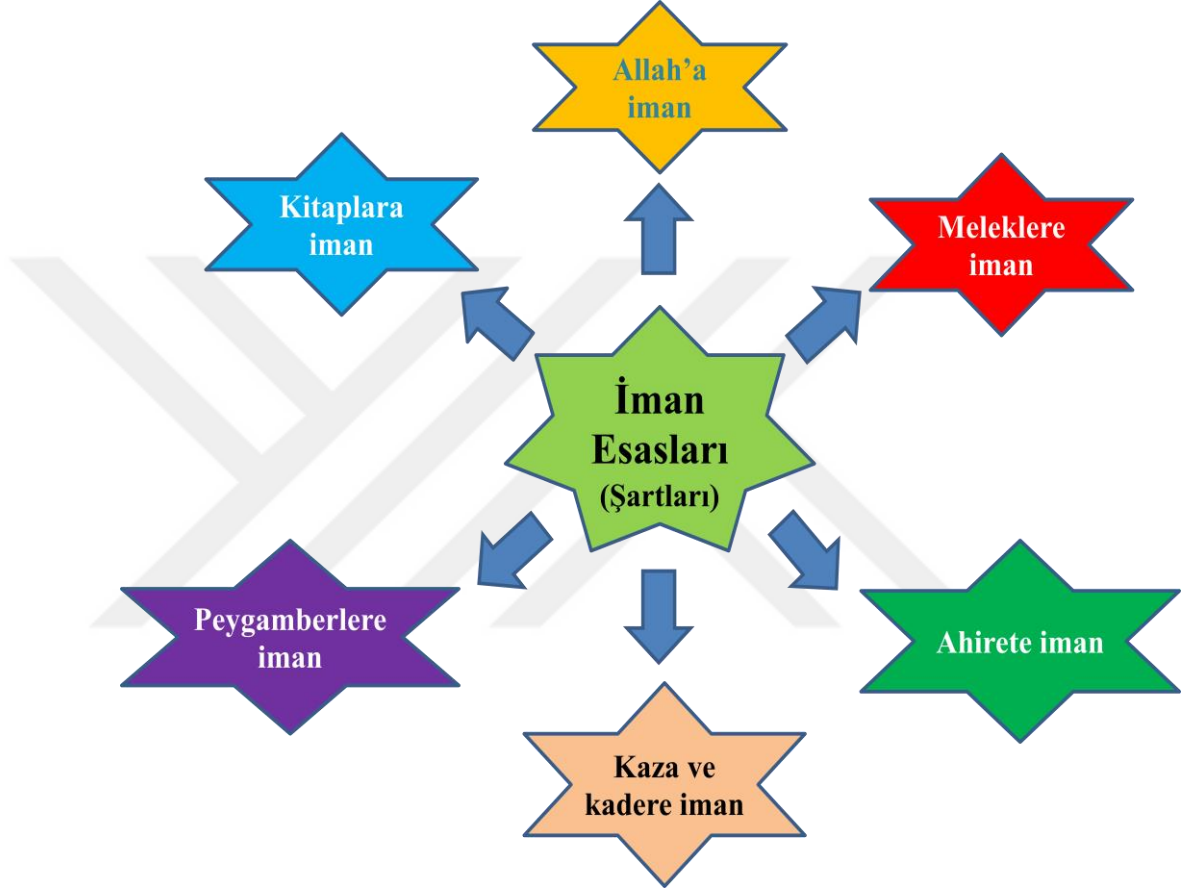 Allah’a
iman
Kitaplara
iman
Meleklere
iman
İman
Esasları
(Şartları)
Peygamberlere
iman
Ahirete iman
Kaza ve
kadere iman